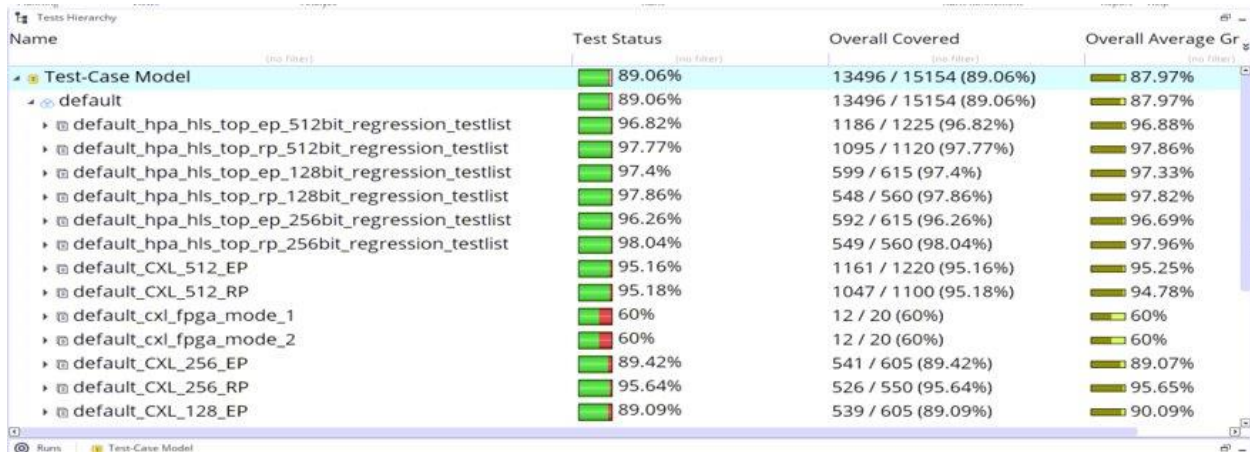 Tests Hierarchy
Name Test Status Overall Covered Overall Average Gr
(no filter) (no filter) (no filter) (no filter)
Test-Case Model 89.06% 13496 / 15154 (89.06%) 87.97%
default 89.06% 13496 / 15154 (89.06%) 87.97%
default_hpa_hls_top_ep_512bit_regression_testlist 96.82% 1186 / 1225 (96.82%) 96.88%
default_hpa_hls_top_rp_512bit_regression_testlist 97.77% 1095 / 1120 (97.77%) 97.86%
default_hpa_hls_top_ep_128bit_regression_testlist 97.4% 599 / 615 (97.4%) 97.33%
default_hpa_hls_top_rp_128bit_regression_testlist 97.86% 548 / 560 (97.86%) 97.82%
default_hpa_hls_top_ep_256bit_regression_testlist 96.26% 592 / 615 (96.26%) 96.69%
default_hpa_hls_top_rp_256bit_regression_testlist 98.04% 549 / 560 (98.04%) 97.96%
default_CXL_512_EP 95.16% 1161 / 1220 (95.16%) 95.25%
default_CXL_512_RP 95.18% 1047 / 1100 (95.18%) 94.78%
default_cxl_fpga_mode_1 60% 12 / 20 (60%) 60%
default_cxl_fpga_mode_2 60% 12 / 20 (60%) 60%
default_CXL_256_EP 89.42% 541 / 605 (89.42%) 89.07%
default_CXL_256_RP 95.64% 526 / 550 (95.64%) 95.65%
default_CXL_128_EP 89.09% 539 / 605 (89.09%) 90.09%
Runs Test-Case Model